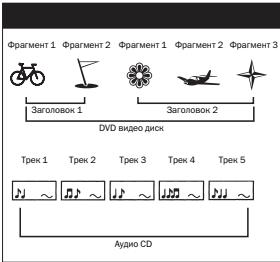 Фрагмент 1 Фрагмент 2 Фрагмент 1 Фрагмент 2 Фрагмент 3
Заголовок 1 Заголовок 2
DVD видео диск
Трек 1 Трек 2 Трек 3 Трек 4 Трек 5
Аудио CD